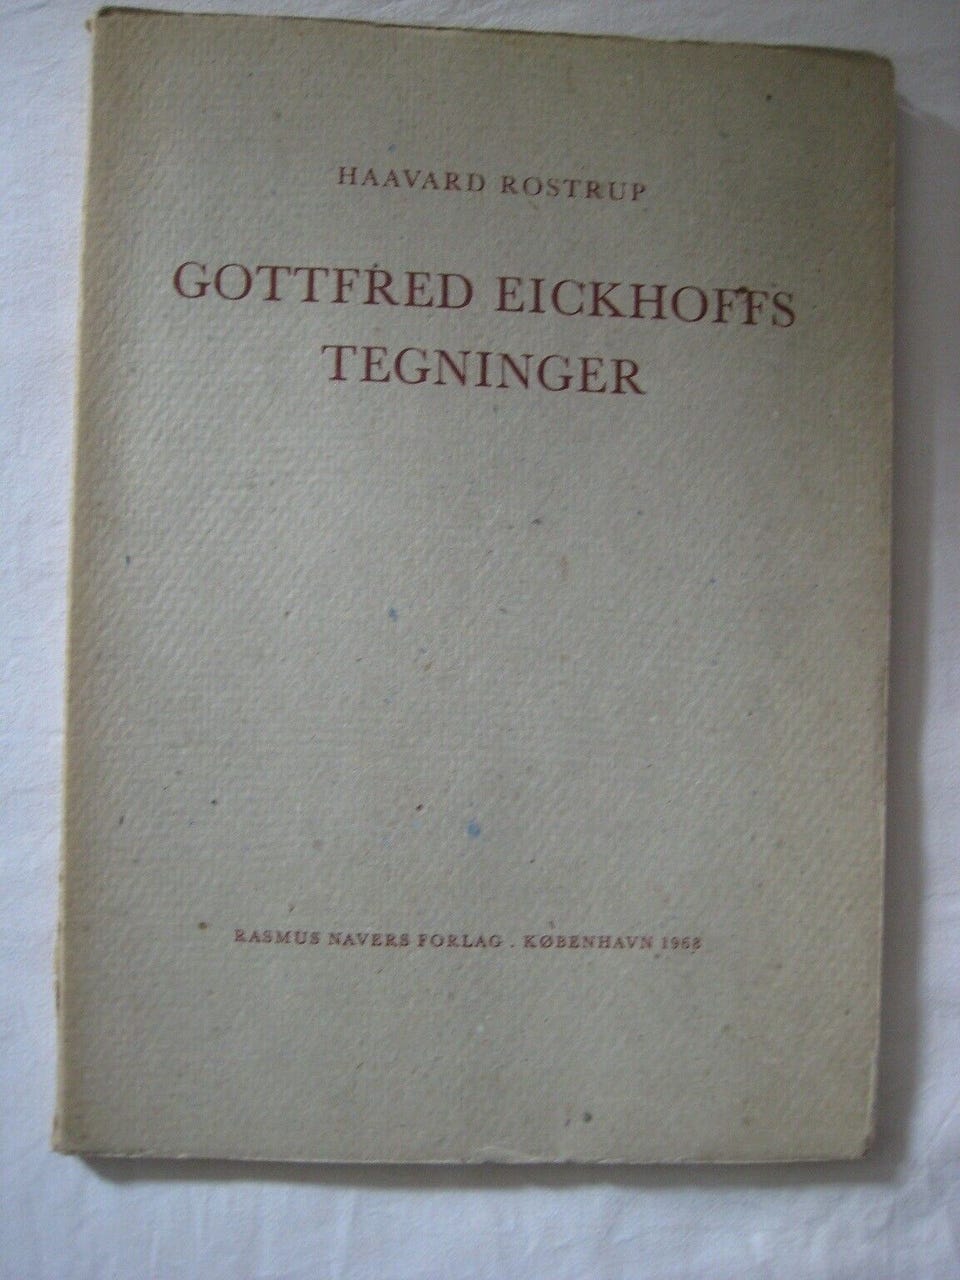 HAAVARD ROSTRUP
GOTTFRED EICKHOFFS
TEGNINGER
RASMUS NAVERS FORLAG . KØBENHAVN 1968